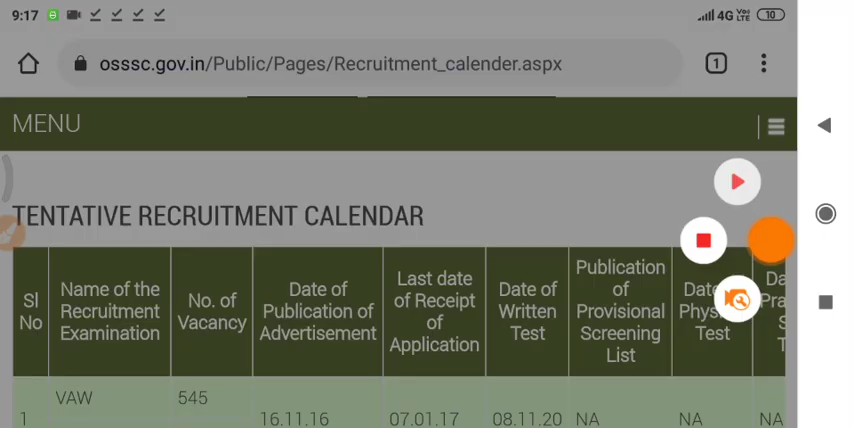 9:17 4G Vo) LTE 10
osssc.gov.in/Public/Pages/Recruitment_calender.aspx 1
MENU
TENTATIVE RECRUITMENT CALENDAR
Sl No
Name of the Recruitment Examination
No. of Vacancy
Date of Publication of Advertisement
Last date of Receipt of Application
Date of Written Test
Publication of Provisional Screening List
Test
1 VAW 545 16.11.16 07.01.17 08.11.20 NA NA NA